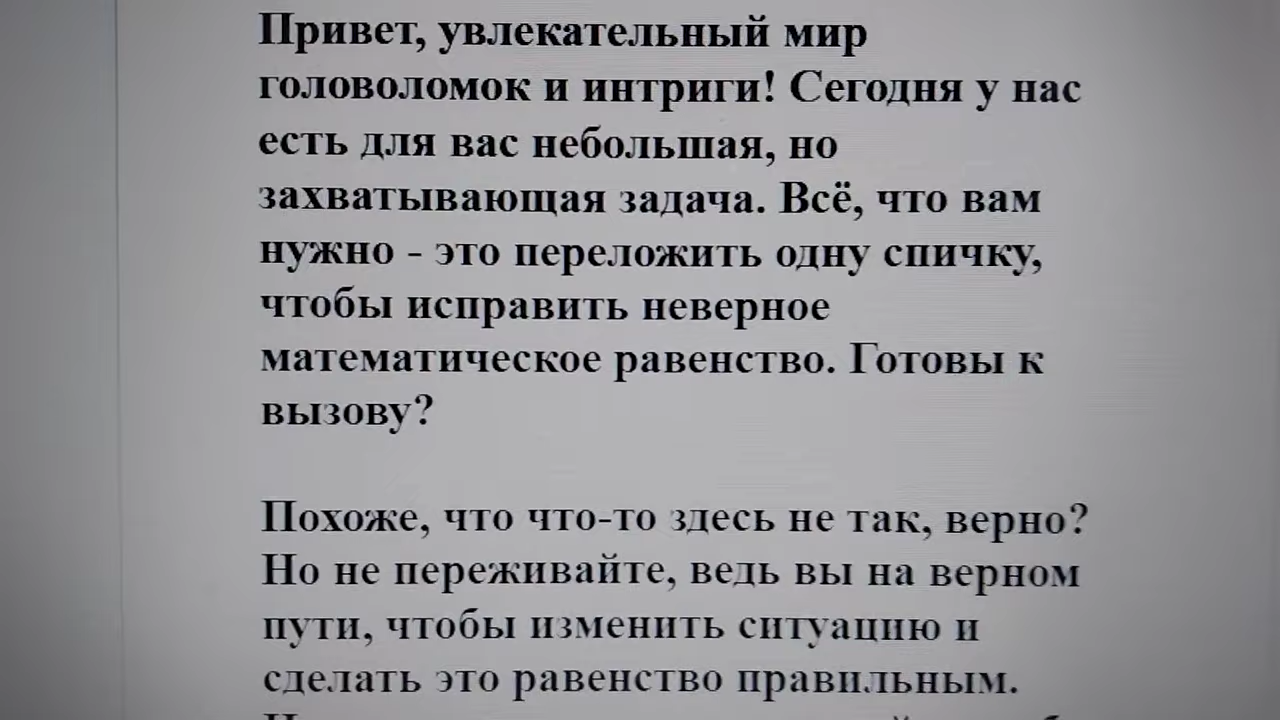 Привет, увлекательный мир
головоломок и интриги! Сегодня у нас
есть для вас небольшая, но
захватывающая задача. Всё, что вам
нужно - это переложить одну спичку,
чтобы исправить неверное
математическое равенство. Готовы к
вызову?
Похоже, что что-то здесь не так, верно?
Но не переживайте, ведь вы на верном
пути, чтобы изменить ситуацию и
сделать это равенство правильным.